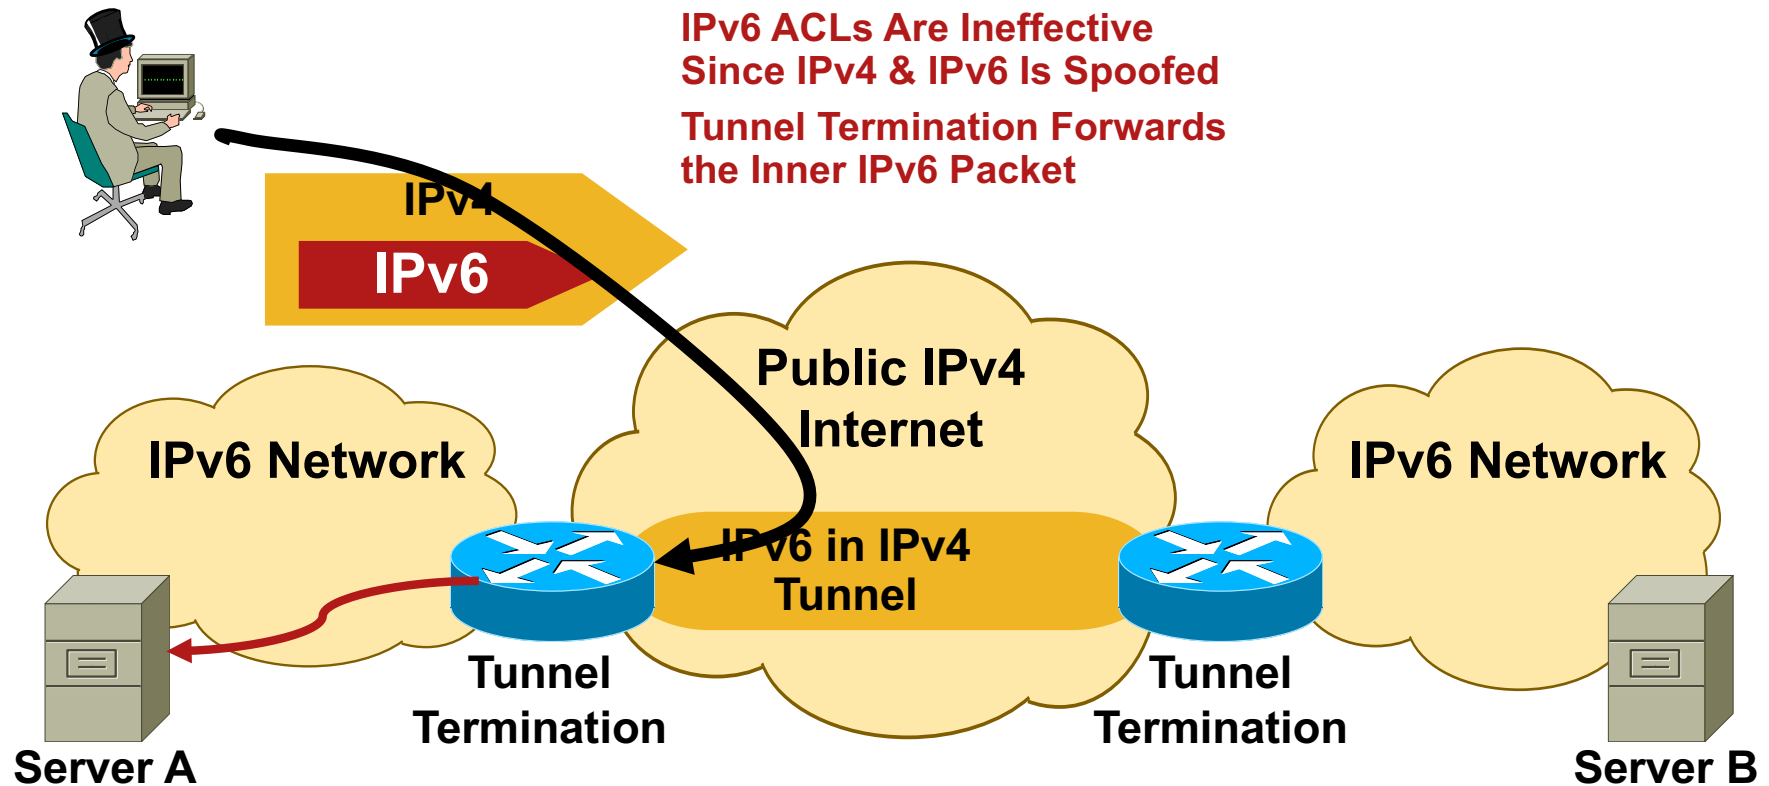 IPv6 ACLs Are Ineffective
Since IPv4 & IPv6 Is Spoofed
Tunnel Termination Forwards
the Inner IPv6 Packet
IPv4
IPv6
Public IPv4
Internet
IPv6 Network
IPv6 Network
IPv6 in IPv4
Tunnel
Tunnel
Termination
Tunnel
Termination
Server A
Server B